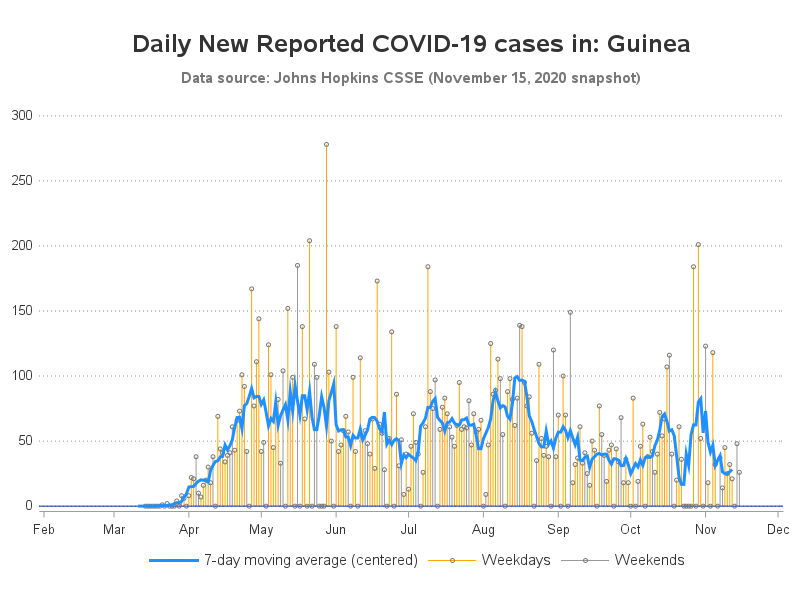 Daily New Reported COVID-19 cases in: Guinea
Data source: Johns Hopkins CSSE (November 15, 2020 snapshot)
300
250
200
150
100
50
0
Feb Mar Apr May Jun Jul Aug Sep Oct Nov Dec
7-day moving average (centered) Weekdays Weekends